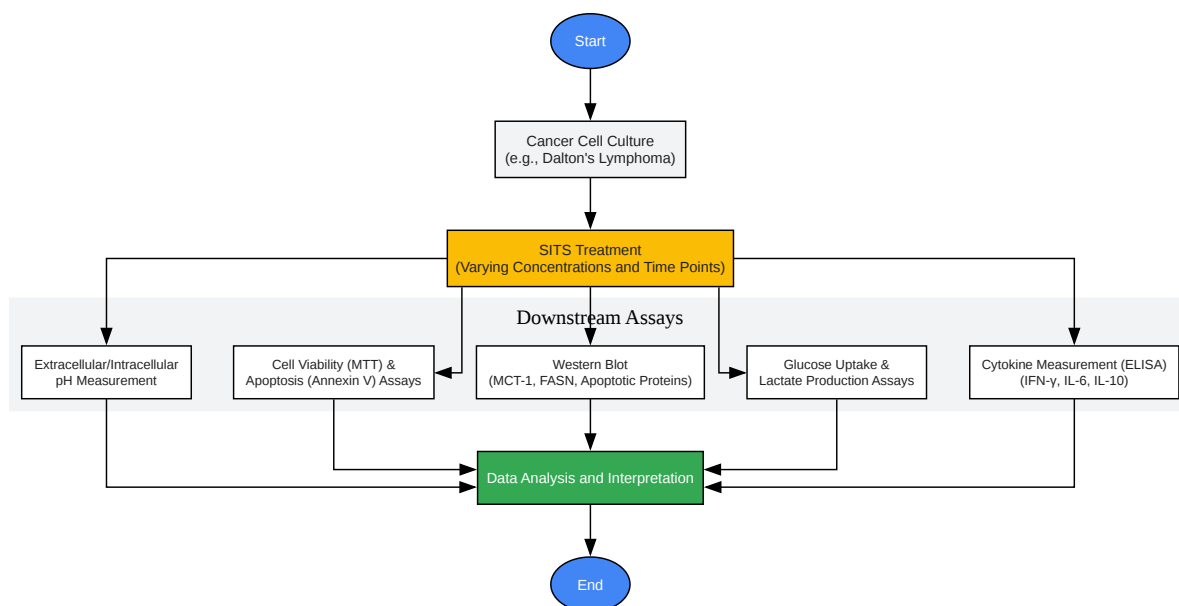 Start
Cancer Cell Culture
(e.g., Dalton's Lymphoma)
SITS Treatment
(Varying Concentrations and Time Points)
Downstream Assays
Extracellular/Intracellular
pH Measurement
Cell Viability (MTT) &
Apoptosis (Annexin V) Assays
Western Blot
(MCT-1, FASN, Apoptotic Proteins)
Glucose Uptake &
Lactate Production Assays
Cytokine Measurement (ELISA)
(IFN-γ, IL-6, IL-10)
Data Analysis and Interpretation
End